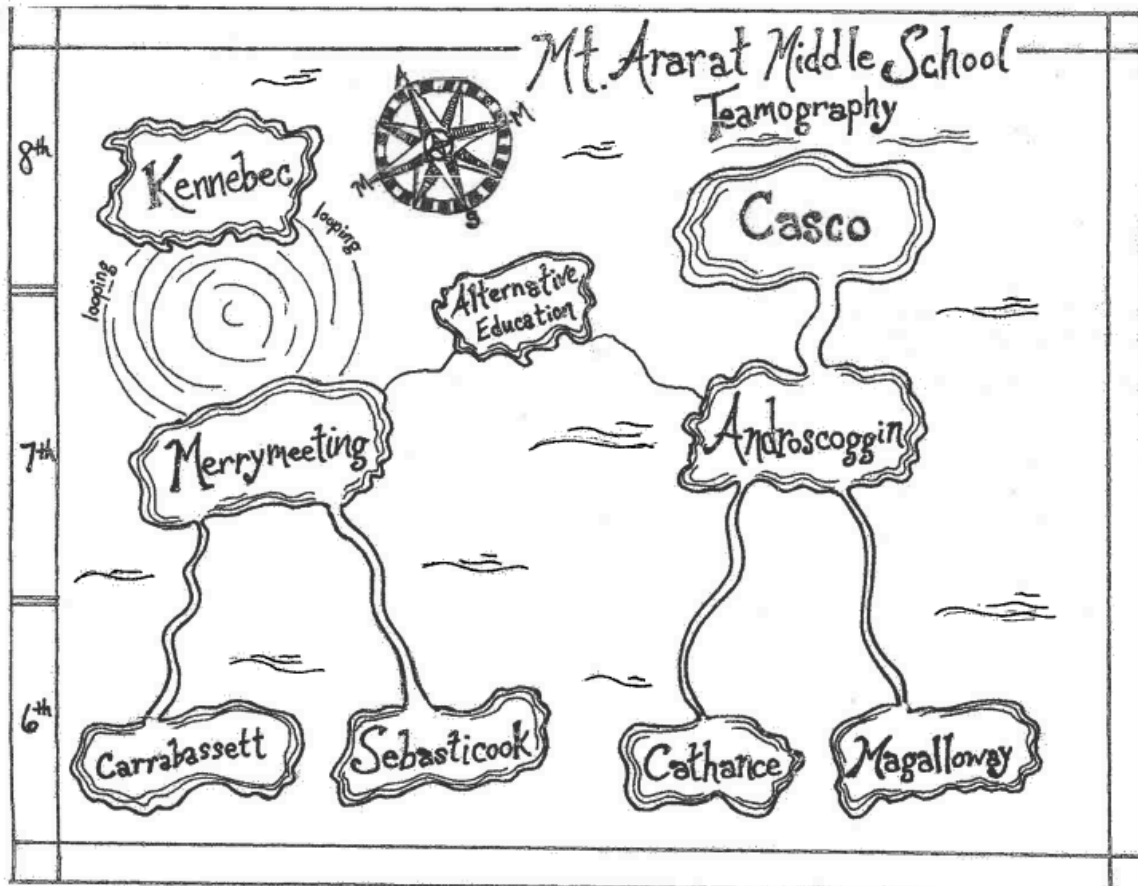 Mt. Ararat Middle School
Teamography
8th
7th
6th
A
M
M
S
Kennebec
looping
looping
Casco
Alternative
Education
Merrymeeting
Androscoggin
Carrabassett
Sebasticook
Cathance
Magalloway